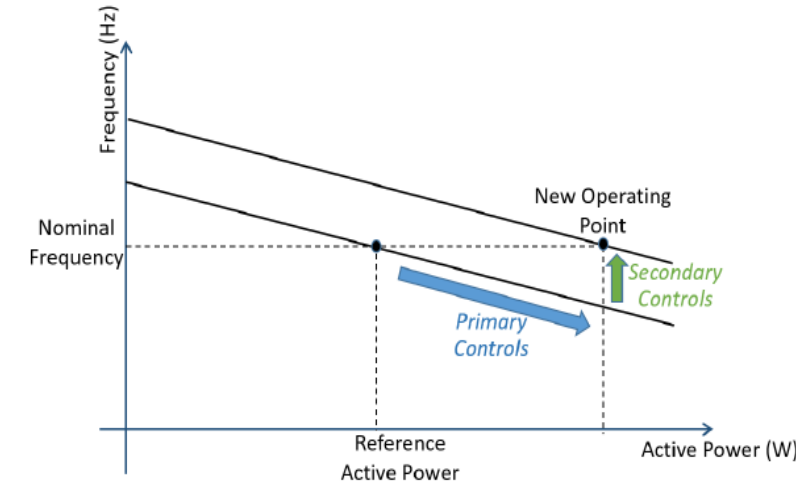 Frequency (Hz)
New Operating
Point
Nominal
Frequency
Secondary
Controls
Primary
Controls
Reference
Active Power
Active Power (W)